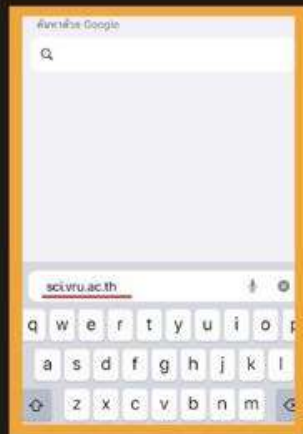 ค้นหาด้วย Google
sci.vru.ac.th
q w e r t y u i o p
a s d f g h j k l
z x c v b n m